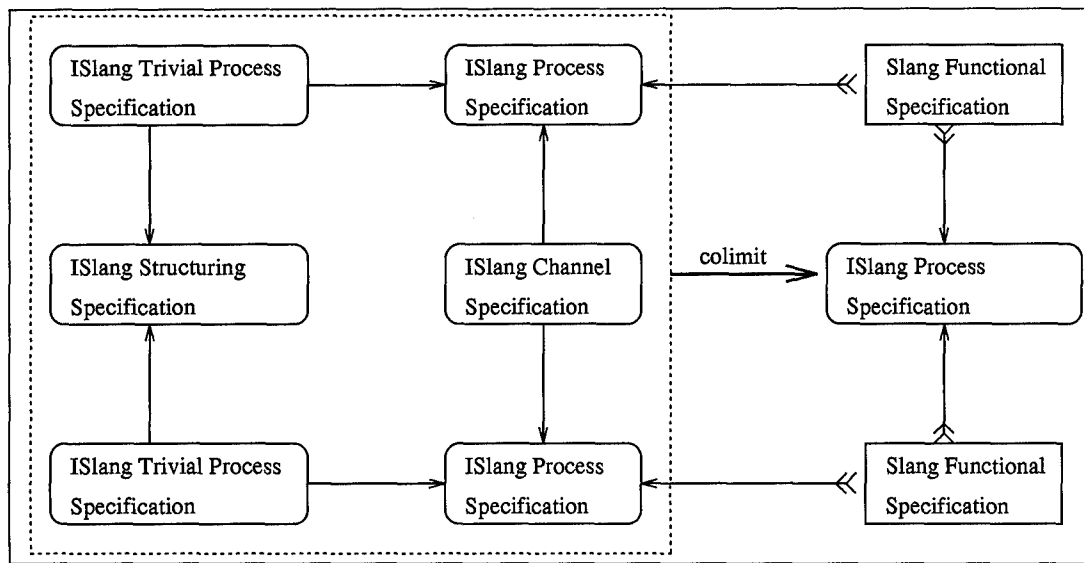 ISlang Trivial Process
Specification
ISlang Process
Specification
Slang Functional
Specification
ISlang Structuring
Specification
ISlang Channel
Specification
colimit
ISlang Process
Specification
ISlang Trivial Process
Specification
ISlang Process
Specification
Slang Functional
Specification